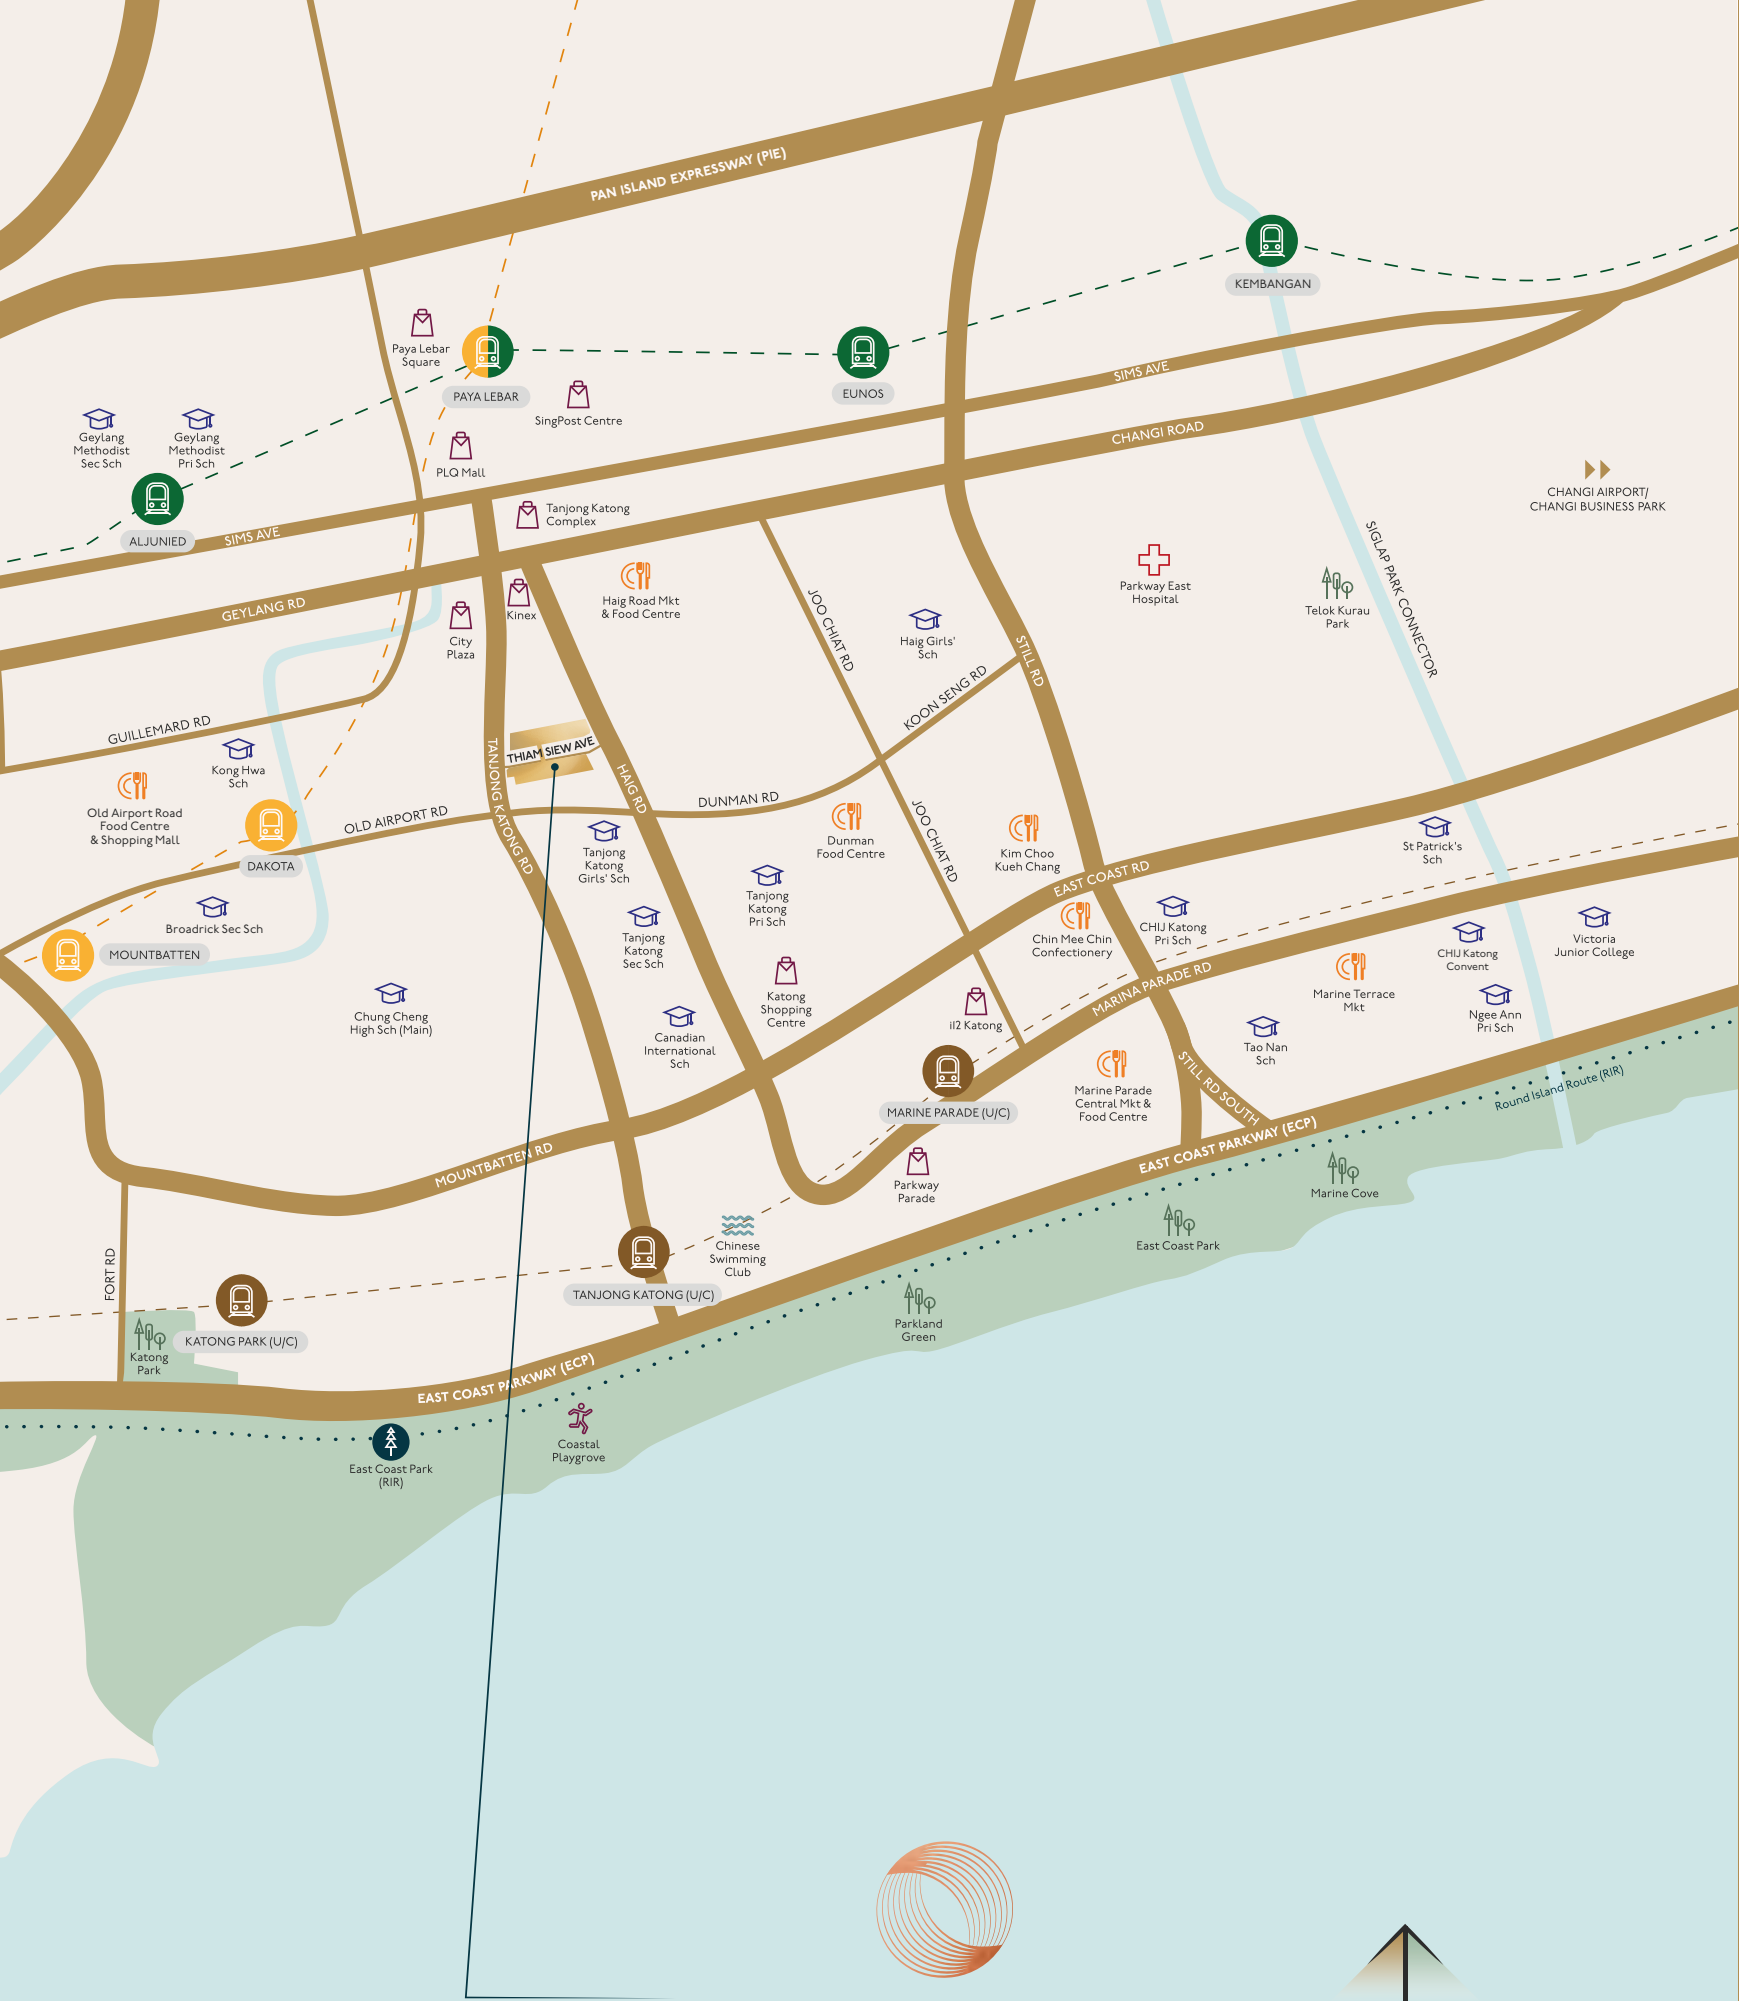 PAN ISLAND EXPRESSWAY (PIE)
KEMBANGAN
Paya Lebar
Square
PAYA LEBAR
EUNOS
SIMS AVE
SingPost Centre
CHANGI ROAD
Geylang
Methodist
Sec Sch
Geylang
Methodist
Pri Sch
PLQ Mall
CHANGI AIRPORT/
CHANGI BUSINESS PARK
Tanjong Katong
Complex
ALJUNIED
SIMS AVE
GEYLANG RD
Kinex
City
Plaza
Haig Road Mkt
& Food Centre
JOO CHIAT RD
Haig Girls'
Sch
STILL RD
Parkway East
Hospital
Telok Kurau
Park
SIGLAP PARK CONNECTOR
KOON SENG RD
GUILLEMARD RD
Kong Hwa
Sch
TANJONG KATONG RD
THIAM SIEW AVE
HAIG RD
DUNMAN RD
OLD AIRPORT RD
Old Airport Road
Food Centre
& Shopping Mall
DAKOTA
Tanjong
Katong
Girls' Sch
Dunman
Food Centre
JOO CHIAT RD
Kim Choo
Kueh Chang
EAST COAST RD
St Patrick's
Sch
Tanjong
Katong
Pri Sch
Broadrick Sec Sch
MOUNTBATTEN
Tanjong
Katong
Sec Sch
Chin Mee Chin
Confectionery
CHIJ Katong
Pri Sch
CHIJ Katong
Convent
Victoria
Junior College
MARINA PARADE RD
Chung Cheng
High Sch (Main)
Katong
Shopping
Centre
i12 Katong
Marine Terrace
Mkt
Ngee Ann
Pri Sch
Canadian
International
Sch
Tao Nan
Sch
MARINE PARADE (U/C)
Marine Parade
Central Mkt &
Food Centre
STILL RD SOUTH
Round Island Route (RIR)
EAST COAST PARKWAY (ECP)
MOUNTBATTEN RD
Parkway
Parade
Marine Cove
East Coast Park
Chinese
Swimming
Club
FORT RD
TANJONG KATONG (U/C)
KATONG PARK (U/C)
Katong
Park
Parkland
Green
EAST COAST PARKWAY (ECP)
Coastal
Playgrove
East Coast Park
(RIR)